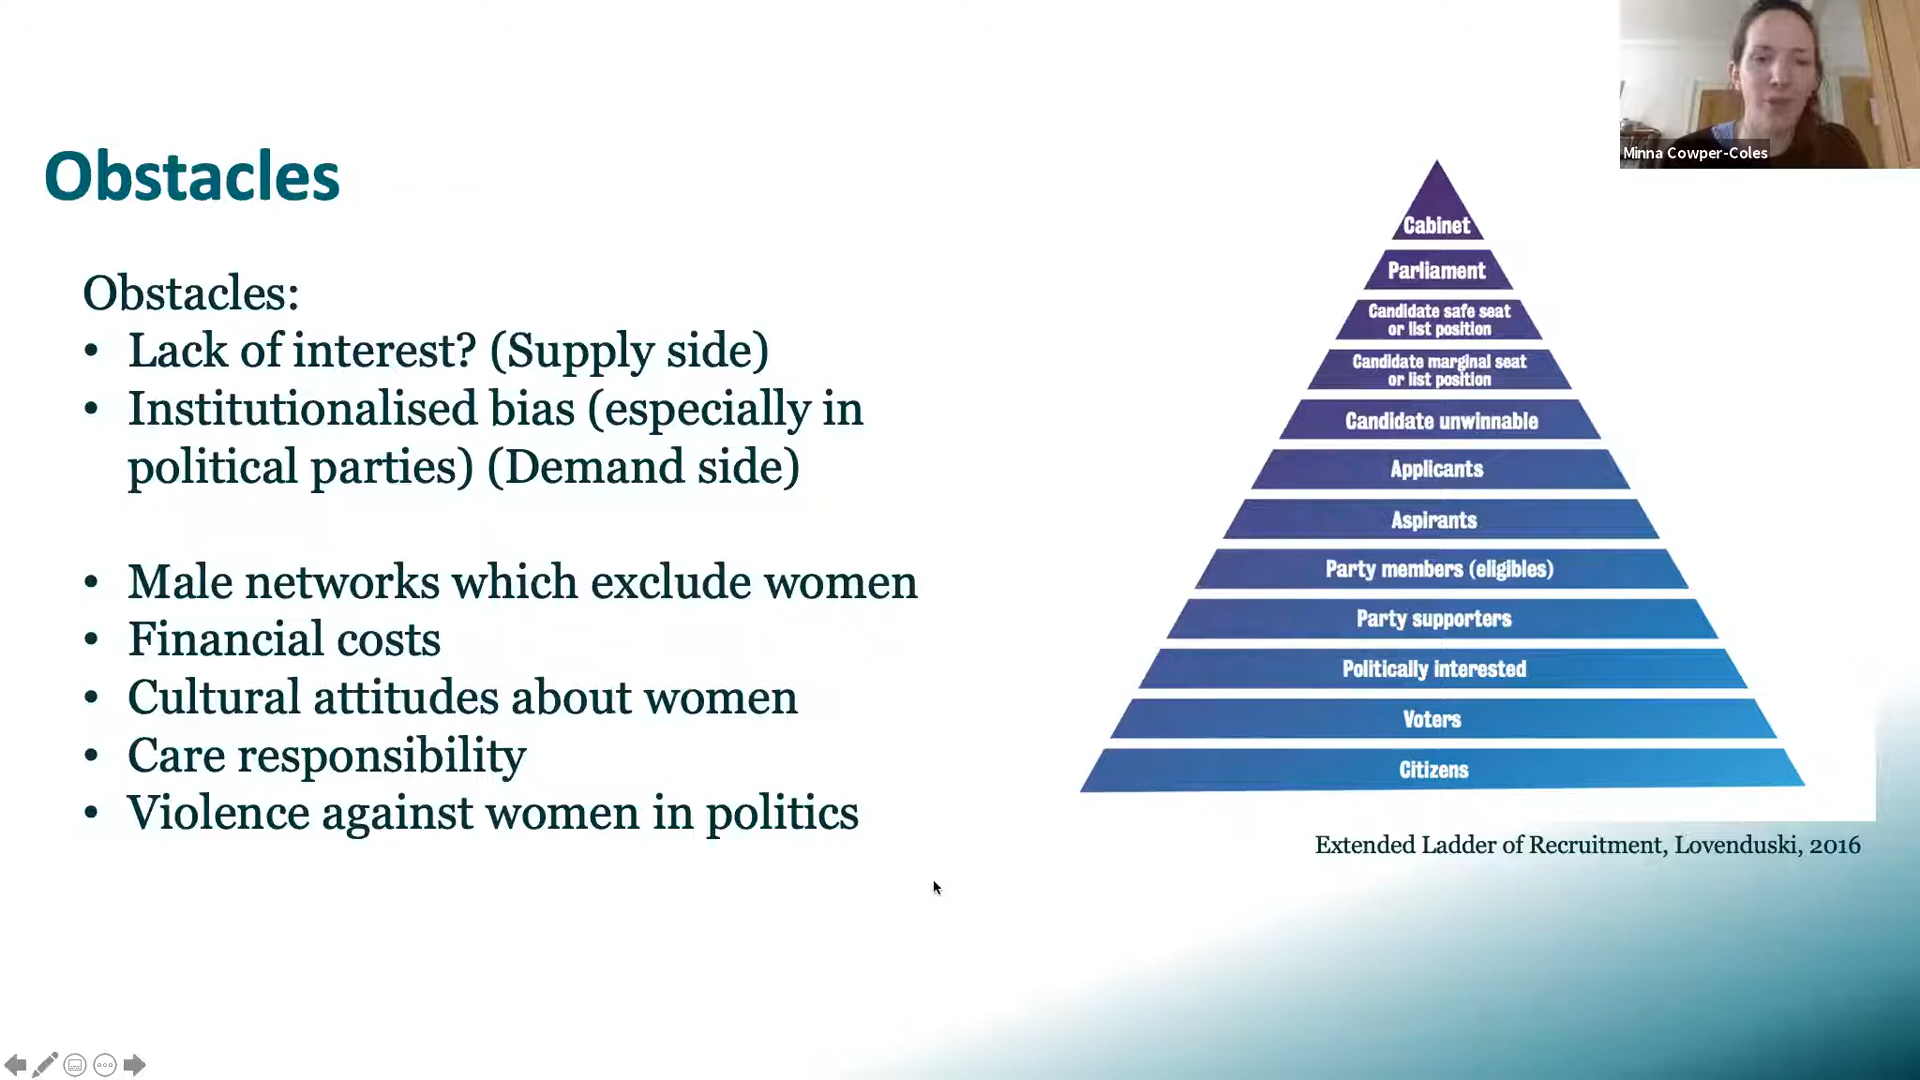 Minna Cowper-Coles
Obstacles
Obstacles:
• Lack of interest? (Supply side)
• Institutionalised bias (especially in
political parties) (Demand side)
• Male networks which exclude women
• Financial costs
• Cultural attitudes about women
• Care responsibility
• Violence against women in politics
Cabinet
Parliament
Candidate safe seat
or list position
Candidate marginal seat
or list position
Candidate unwinnable
Applicants
Aspirants
Party members (eligibles)
Party supporters
Politically interested
Voters
Citizens
Extended Ladder of Recruitment, Lovenduski, 2016